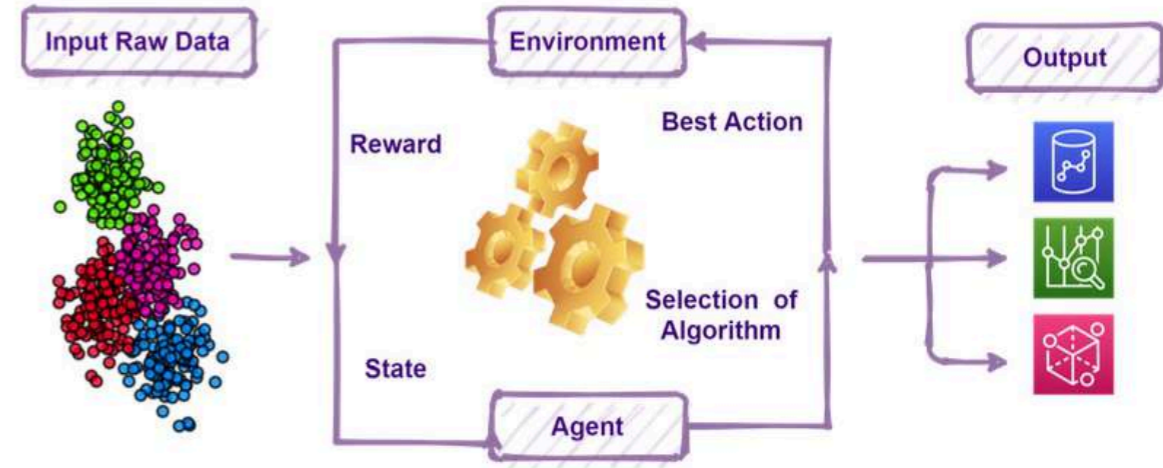 Input Raw Data
Environment
Output
Reward
Best Action
Selection of
Algorithm
State
Agent